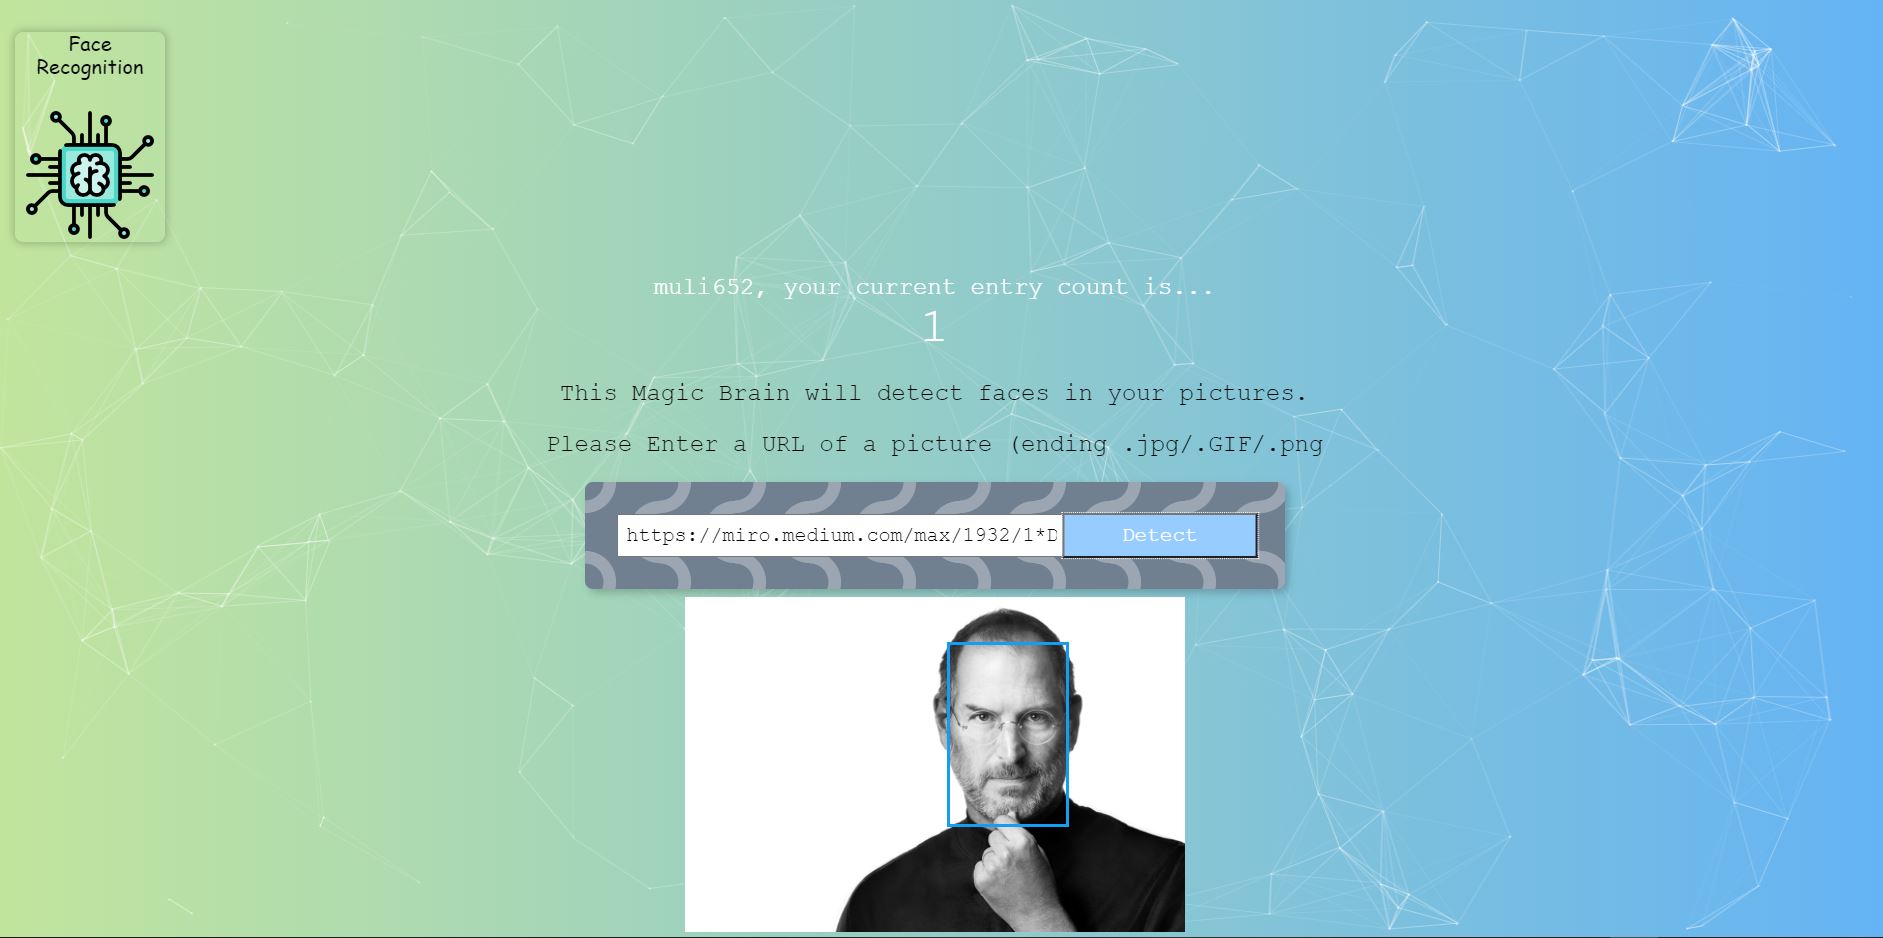 Face
Recognition
muli652, your current entry count is...
1
This Magic Brain will detect faces in your pictures.
Please Enter a URL of a picture (ending .jpg/.GIF/.png
https://miro.medium.com/max/1932/1*D
Detect